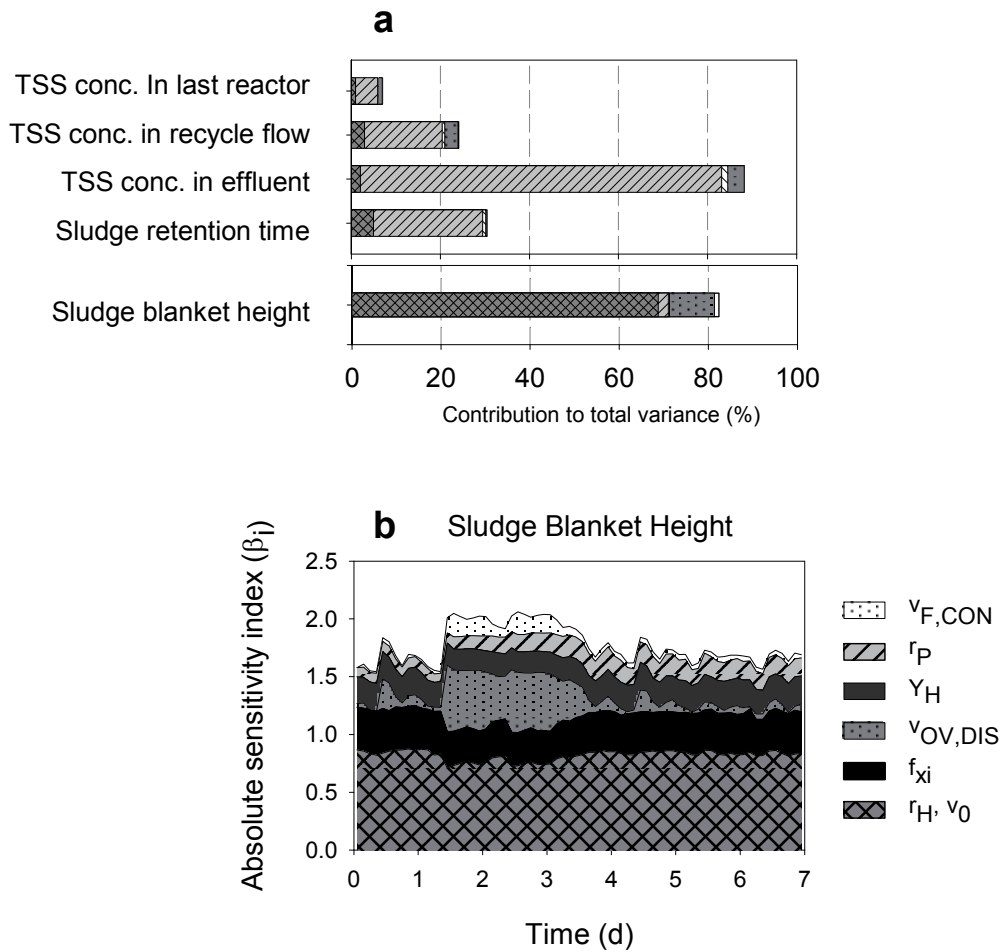 a
TSS conc. In last reactor
TSS conc. in recycle flow
TSS conc. in effluent
Sludge retention time
Sludge blanket height
0 20 40 60 80 100
Contribution to total variance (%)
b Sludge Blanket Height
Absolute sensitivity index (βi)
2.5
2.0
1.5
1.0
0.5
0.0
0 1 2 3 4 5 6 7
Time (d)
vF,CON
rP
YH
vOV,DIS
fxi
rH, v0